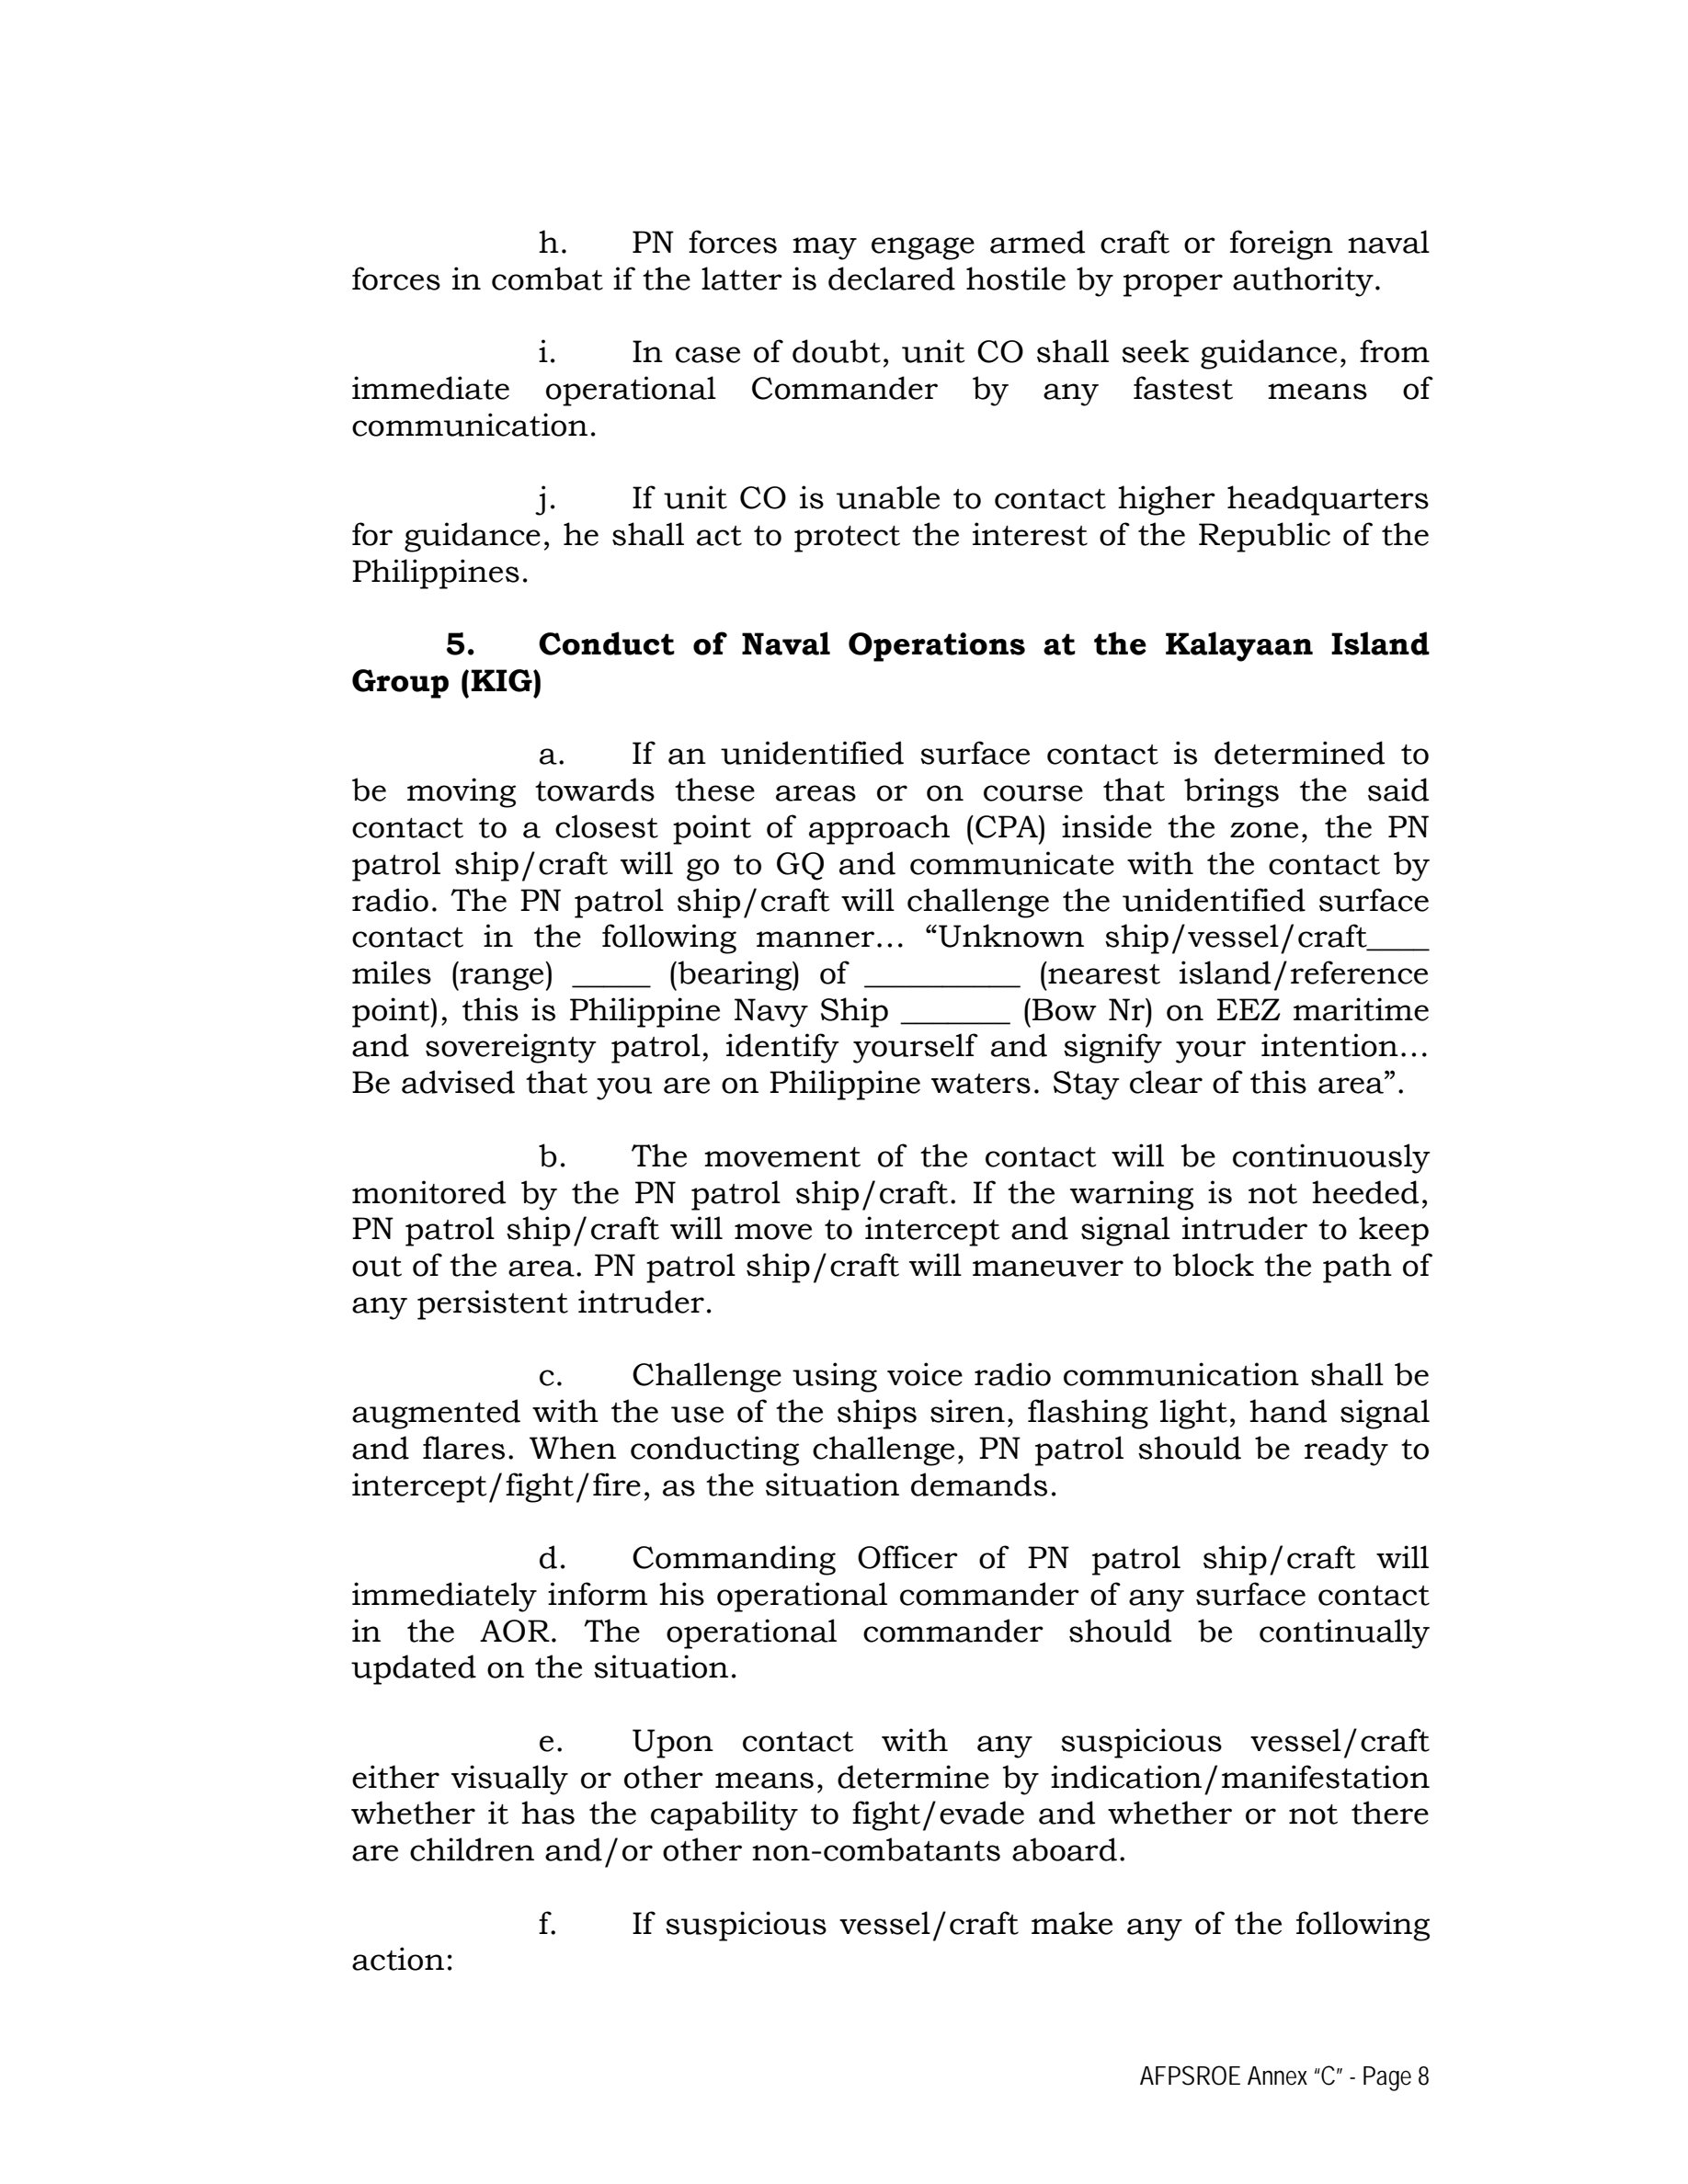 h. PN forces may engage armed craft or foreign naval
forces in combat if the latter is declared hostile by proper authority.
i. In case of doubt, unit CO shall seek guidance, from
immediate operational Commander by any fastest means of
communication.
j. If unit CO is unable to contact higher headquarters
for guidance, he shall act to protect the interest of the Republic of the
Philippines.
5. Conduct of Naval Operations at the Kalayaan Island
Group (KIG)
a. If an unidentified surface contact is determined to
be moving towards these areas or on course that brings the said
contact to a closest point of approach (CPA) inside the zone, the PN
patrol ship/craft will go to GQ and communicate with the contact by
radio. The PN patrol ship/craft will challenge the unidentified surface
contact in the following manner… “Unknown ship/vessel/craft____
miles (range) _____ (bearing) of __________ (nearest island/reference
point), this is Philippine Navy Ship _______ (Bow Nr) on EEZ maritime
and sovereignty patrol, identify yourself and signify your intention…
Be advised that you are on Philippine waters. Stay clear of this area”.
b. The movement of the contact will be continuously
monitored by the PN patrol ship/craft. If the warning is not heeded,
PN patrol ship/craft will move to intercept and signal intruder to keep
out of the area. PN patrol ship/craft will maneuver to block the path of
any persistent intruder.
c. Challenge using voice radio communication shall be
augmented with the use of the ships siren, flashing light, hand signal
and flares. When conducting challenge, PN patrol should be ready to
intercept/fight/fire, as the situation demands.
d. Commanding Officer of PN patrol ship/craft will
immediately inform his operational commander of any surface contact
in the AOR. The operational commander should be continually
updated on the situation.
e. Upon contact with any suspicious vessel/craft
either visually or other means, determine by indication/manifestation
whether it has the capability to fight/evade and whether or not there
are children and/or other non-combatants aboard.
f. If suspicious vessel/craft make any of the following
action:
AFPSROE Annex “C” - Page 8